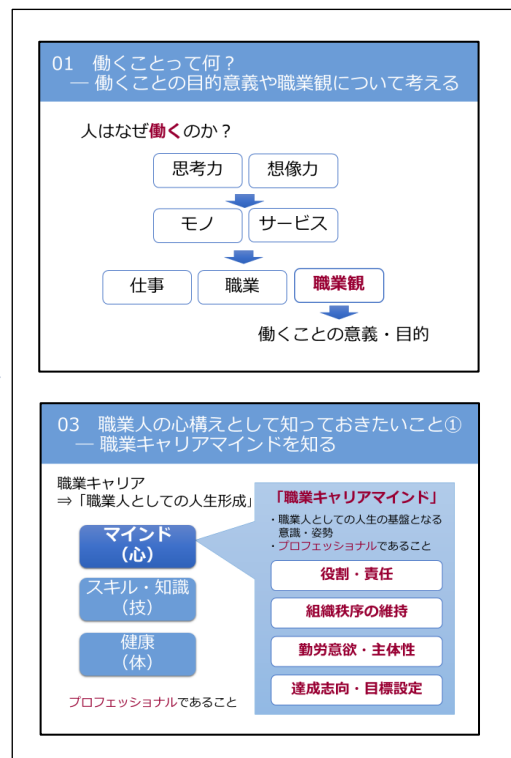 01 働くことって何？
― 働くことの目的意義や職業観について考える
人はなぜ働くのか？
思考力 想像力
モノ サービス
仕事 職業 職業観
働くことの意義・目的
03 職業人の心構えとして知っておきたいこと①
― 職業キャリアマインドを知る
職業キャリア
⇒「職業人としての人生形成」
マインド
（心）
スキル・知識
（技）
健康
（体）
プロフェッショナルであること
「職業キャリアマインド」
・職業人としての人生の基盤となる
意識・姿勢
・プロフェッショナルであること
役割・責任
組織秩序の維持
勤労意欲・主体性
達成志向・目標設定